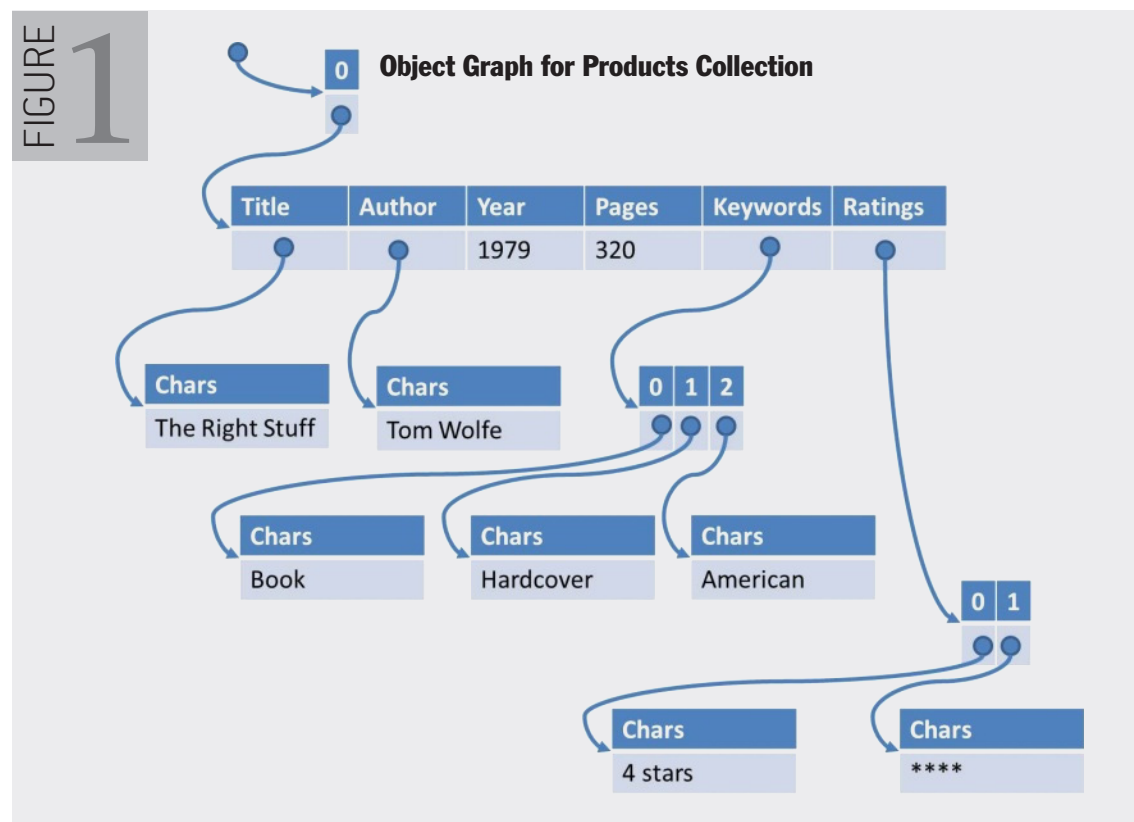 FIGURE 1
Object Graph for Products Collection
0
Title Author Year Pages Keywords Ratings
1979 320
Chars
The Right Stuff
Chars
Tom Wolfe
0 1 2
Chars
Book
Chars
Hardcover
Chars
American
0 1
Chars
4 stars
Chars
****